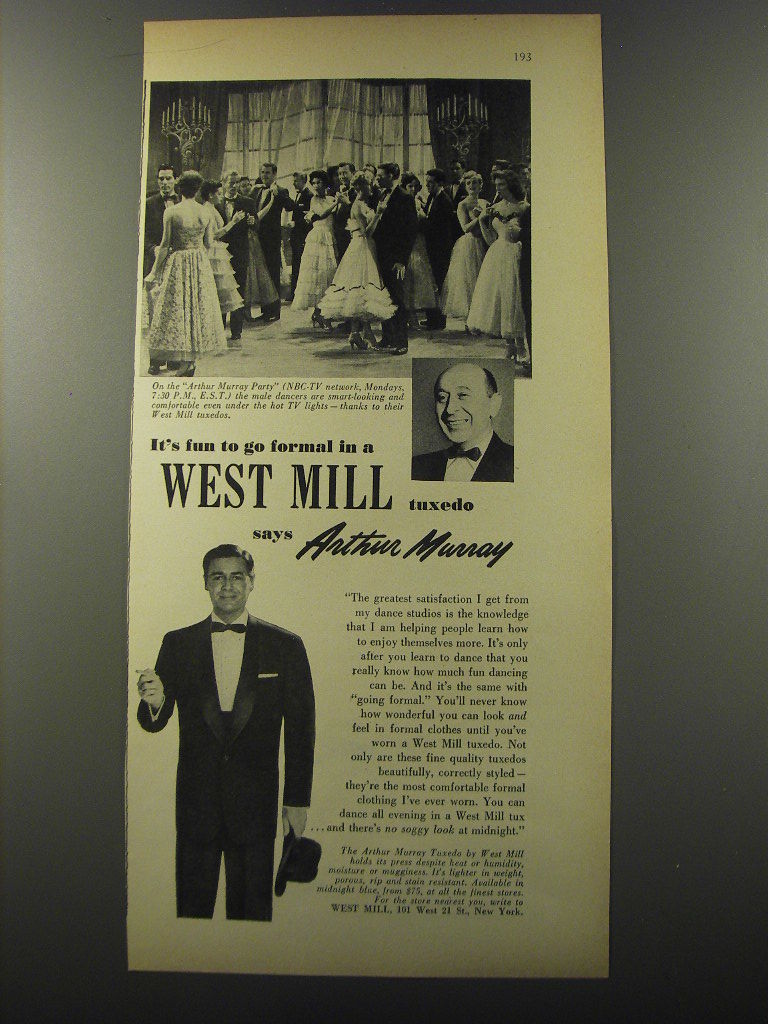 193
On the "Arthur Murray Party" (NBC-TV network, Mondays,
7:30 P.M., E.S.T.) the male dancers are smart-looking and
comfortable even under the hot TV lights — thanks to their
West Mill tuxedos.
It's fun to go formal in a
WEST MILL tuxedo
says Arthur Murray
"The greatest satisfaction I get from
my dance studios is the knowledge
that I am helping people learn how
to enjoy themselves more. It's only
after you learn to dance that you
really know how much fun dancing
can be. And it's the same with
"going formal." You'll never know
how wonderful you can look and
feel in formal clothes until you've
worn a West Mill tuxedo. Not
only are these fine quality tuxedos
beautifully, correctly styled —
they're the most comfortable formal
clothing I've ever worn. You can
dance all evening in a West Mill tux
... and there's no soggy look at midnight."
The Arthur Murray Tuxedo by West Mill
holds its press despite heat or humidity,
moisture or mugginess. It's lighter in weight,
porous, rip and stain resistant. Available in
midnight blue, from $75, at all the finest stores.
For the store nearest you, write to
WEST MILL, 101 West 21 St., New York.